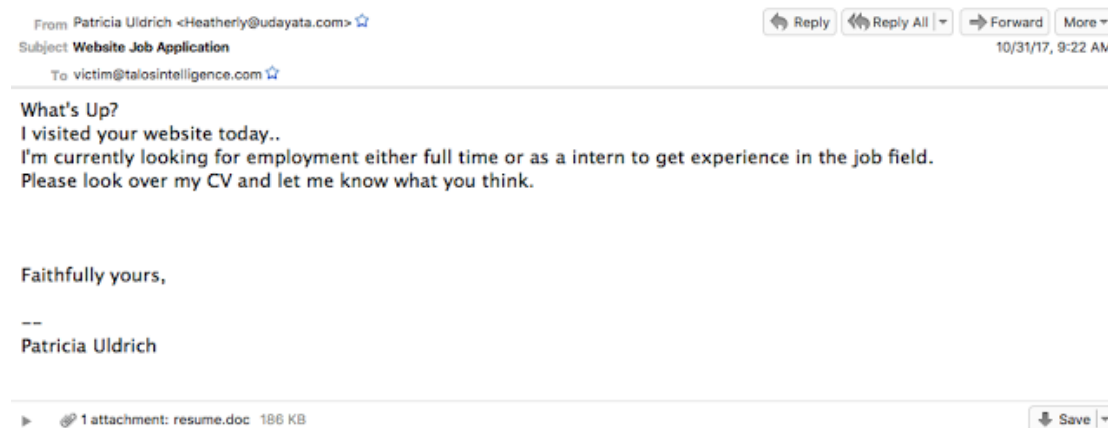 From Patricia Uldrich <Heatherly@udayata.com>
Reply Reply All Forward More
Subject Website Job Application
10/31/17, 9:22 AM
To victim@talosintelligence.com
What's Up?
I visited your website today..
I'm currently looking for employment either full time or as a intern to get experience in the job field.
Please look over my CV and let me know what you think.
Faithfully yours,
--
Patricia Uldrich
1 attachment: resume.doc 186 KB
Save